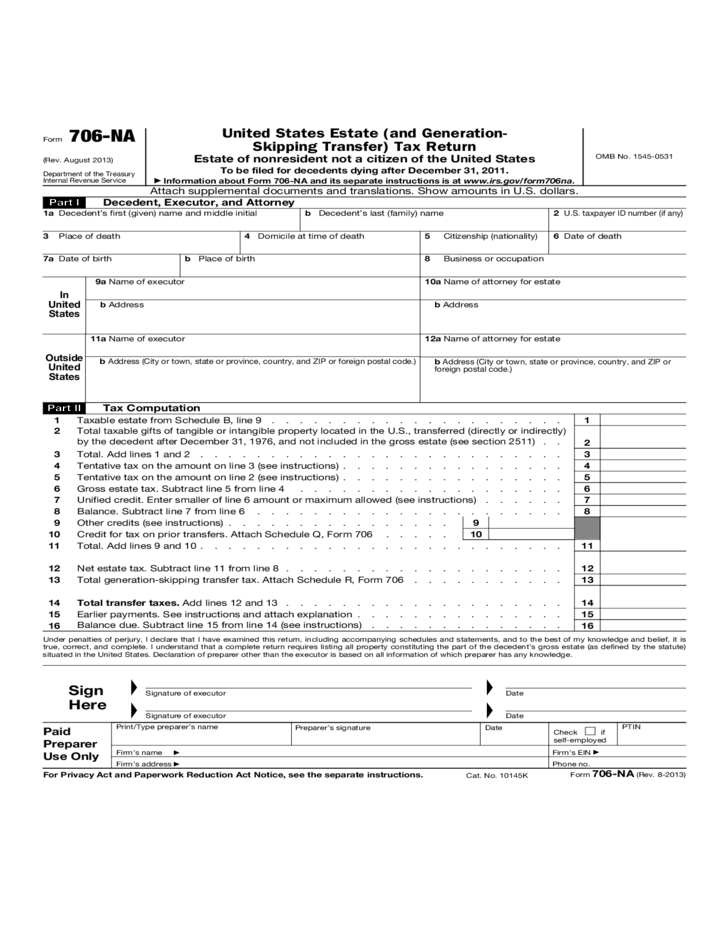 Form 706-NA
(Rev. August 2013)
Department of the Treasury
Internal Revenue Service
United States Estate (and Generation-
Skipping Transfer) Tax Return
Estate of nonresident not a citizen of the United States
To be filed for decedents dying after December 31, 2011.
▶ Information about Form 706-NA and its separate instructions is at www.irs.gov/form706na.
OMB No. 1545-0531
Attach supplemental documents and translations. Show amounts in U.S. dollars.
Part I Decedent, Executor, and Attorney
1a Decedent's first (given) name and middle initial
b Decedent's last (family) name
2 U.S. taxpayer ID number (if any)
3 Place of death
4 Domicile at time of death
5 Citizenship (nationality)
6 Date of death
7a Date of birth
b Place of birth
8 Business or occupation
In
United
States
9a Name of executor
10a Name of attorney for estate
b Address
b Address
Outside
United
States
11a Name of executor
12a Name of attorney for estate
b Address (City or town, state or province, country, and ZIP or foreign postal code.)
b Address (City or town, state or province, country, and ZIP or
foreign postal code.)
Part II Tax Computation
1 Taxable estate from Schedule B, line 9 . . . . . . . . . . . . . . . . . . . . . 1
2 Total taxable gifts of tangible or intangible property located in the U.S., transferred (directly or indirectly)
by the decedent after December 31, 1976, and not included in the gross estate (see section 2511) . . 2
3 Total. Add lines 1 and 2 . . . . . . . . . . . . . . . . . . . . . . . . . . 3
4 Tentative tax on the amount on line 3 (see instructions) . . . . . . . . . . . . . . . . 4
5 Tentative tax on the amount on line 2 (see instructions) . . . . . . . . . . . . . . . . 5
6 Gross estate tax. Subtract line 5 from line 4 . . . . . . . . . . . . . . . . . . . 6
7 Unified credit. Enter smaller of line 6 amount or maximum allowed (see instructions) . . . . . . 7
8 Balance. Subtract line 7 from line 6 . . . . . . . . . . . . . . . . . . . . . . 8
9 Other credits (see instructions) . . . . . . . . . . . . . . . . 9
10 Credit for tax on prior transfers. Attach Schedule Q, Form 706 . . . . . 10
11 Total. Add lines 9 and 10 . . . . . . . . . . . . . . . . . . . . . . . . . . 11
12 Net estate tax. Subtract line 11 from line 8 . . . . . . . . . . . . . . . . . . . . 12
13 Total generation-skipping transfer tax. Attach Schedule R, Form 706 . . . . . . . . . . . 13
14 Total transfer taxes. Add lines 12 and 13 . . . . . . . . . . . . . . . . . . . . 14
15 Earlier payments. See instructions and attach explanation . . . . . . . . . . . . . . . 15
16 Balance due. Subtract line 15 from line 14 (see instructions) . . . . . . . . . . . . . . 16
Under penalties of perjury, I declare that I have examined this return, including accompanying schedules and statements, and to the best of my knowledge and belief, it is
true, correct, and complete. I understand that a complete return requires listing all property constituting the part of the decedent's gross estate (as defined by the statute)
situated in the United States. Declaration of preparer other than the executor is based on all information of which preparer has any knowledge.
Sign
Here
Signature of executor
Date
Signature of executor
Date
Paid
Preparer
Use Only
Print/Type preparer's name
Preparer's signature
Date
Check if
self-employed
PTIN
Firm's name ▶
Firm's EIN ▶
Firm's address ▶
Phone no.
For Privacy Act and Paperwork Reduction Act Notice, see the separate instructions.
Cat. No. 10145K
Form 706-NA (Rev. 8-2013)